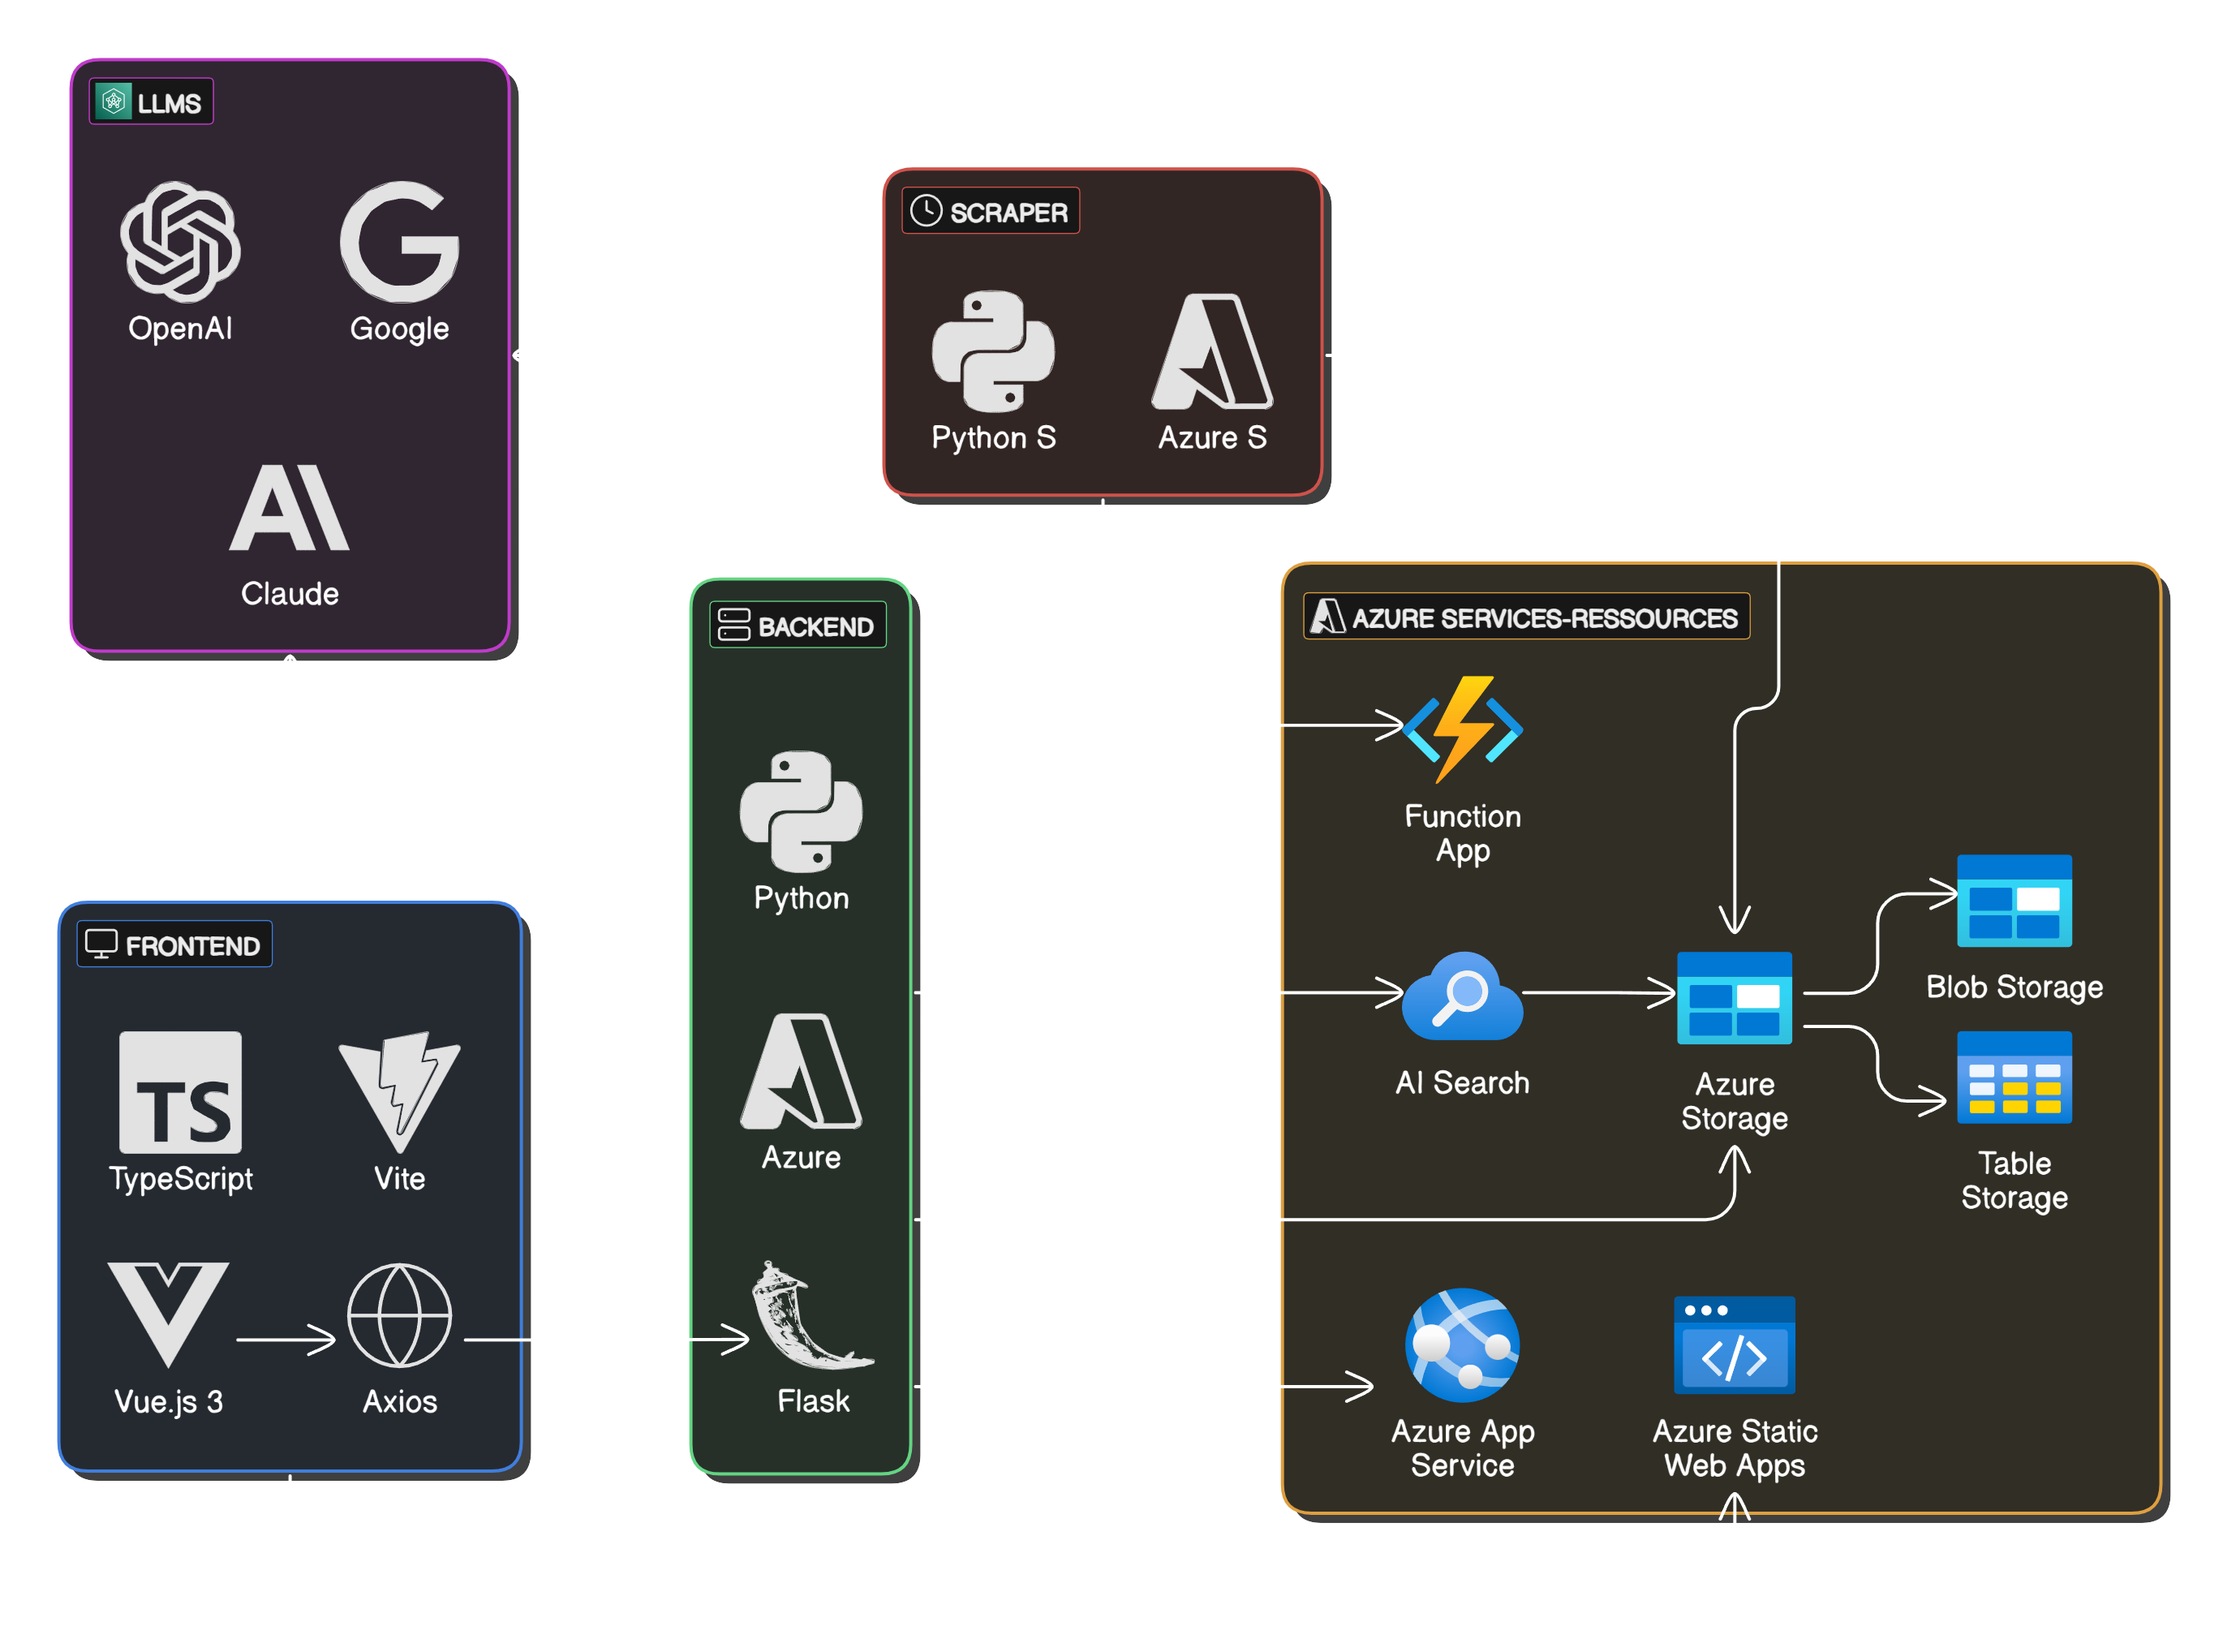 LLMS
OpenAI
Google
Claude
SCRAPER
Python S
Azure S
BACKEND
Python
Azure
Flask
FRONTEND
TS
TypeScript
Vite
Vue.js 3
Axios
AZURE SERVICES-RESSOURCES
Function
App
AI Search
Azure
Storage
Blob Storage
Table
Storage
Azure App
Service
Azure Static
Web Apps